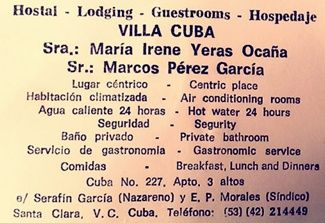 Hostal - Lodging - Guestrooms - Hospedaje
VILLA CUBA
Sra.: María Irene Yeras Ocaña
Sr.: Marcos Pérez García
Lugar céntrico - Centric place
Habitación climatizada - Air conditioning rooms
Agua caliente 24 horas - Hot water 24 hours
Seguridad - Segurity
Baño privado - Private bathroom
Servicio de gastronomia - Gastronomic service
Comidas - Breakfast, Lunch and Dinners
Cuba No. 227, Apto. 3 altos
e/ Serafín García (Nazareno) y E. P. Morales (Síndico)
Santa Clara, V. C. Cuba. Teléfono: (53) (42) 214449